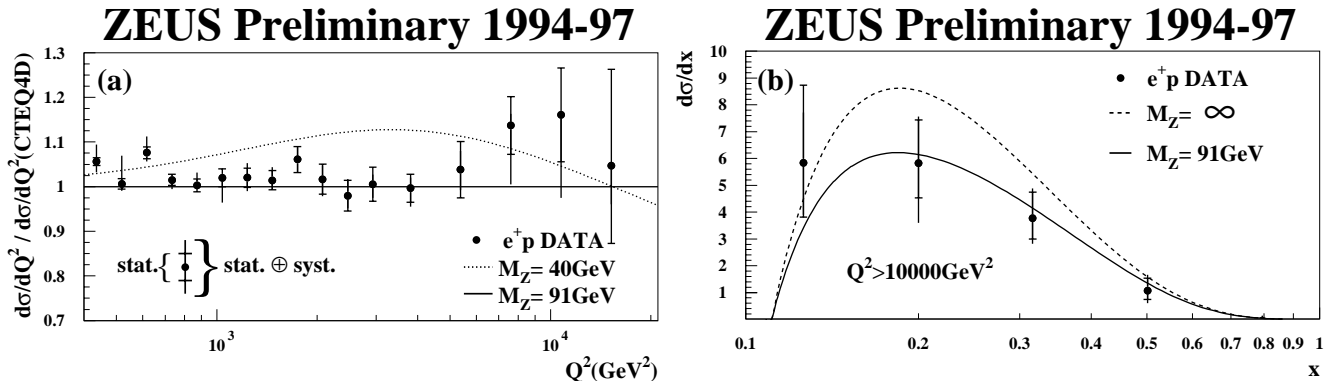 ZEUS Preliminary 1994-97
(a)
dσ/dQ² / dσ/dQ²(CTEQ4D)
1.3
1.2
1.1
1
0.9
0.8
0.7
stat. { } stat. ⊕ syst.
e⁺p DATA
M_Z= 40GeV
M_Z= 91GeV
10³ 10⁴
Q²(GeV²)
ZEUS Preliminary 1994-97
(b)
dσ/dx
10
9
8
7
6
5
4
3
2
1
e⁺p DATA
M_Z= ∞
M_Z= 91GeV
Q²>10000GeV²
0.1 0.2 0.3 0.4 0.5 0.6 0.7 0.8 0.9 1
x